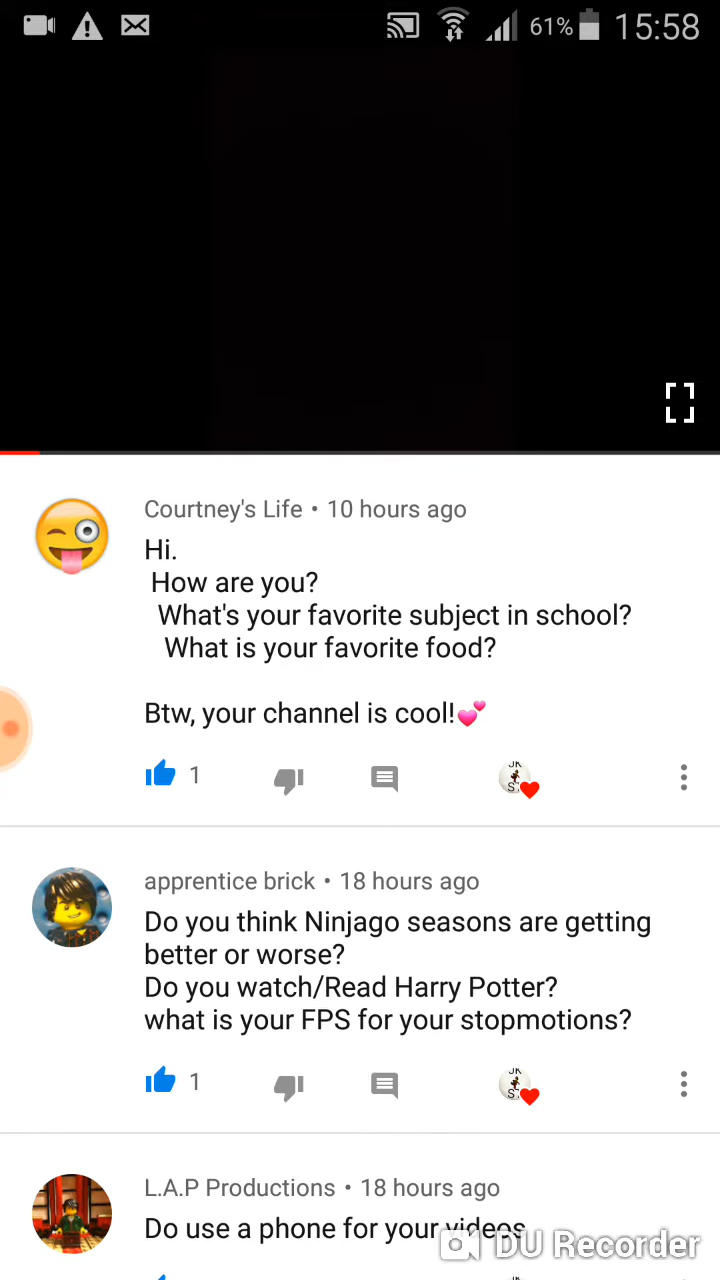 61% 15:58
Courtney's Life • 10 hours ago
Hi.
How are you?
What's your favorite subject in school?
What is your favorite food?
Btw, your channel is cool!💕
1
JK
S
apprentice brick • 18 hours ago
Do you think Ninjago seasons are getting
better or worse?
Do you watch/Read Harry Potter?
what is your FPS for your stopmotions?
1
JK
S
L.A.P Productions • 18 hours ago
Do use a phone for your videos
DU Recorder